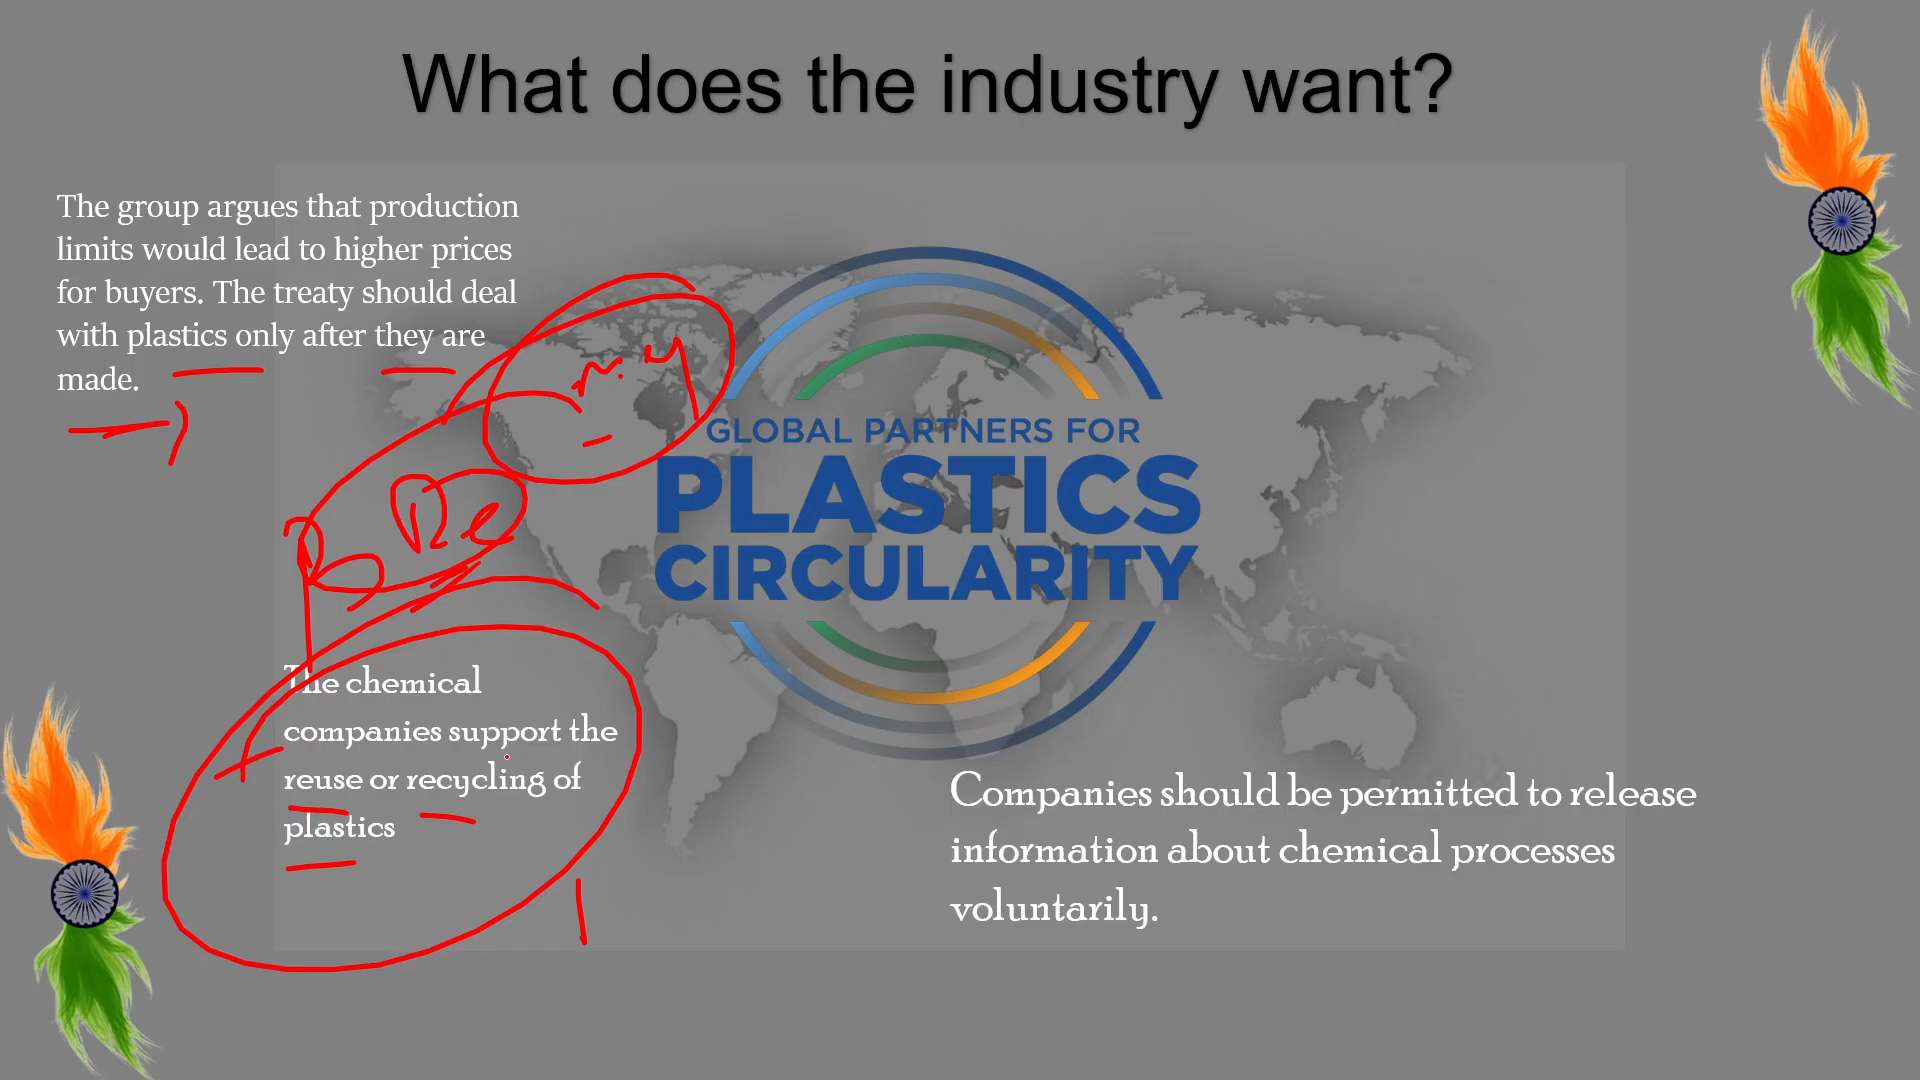 What does the industry want?
The group argues that production
limits would lead to higher prices
for buyers. The treaty should deal
with plastics only after they are
made.
GLOBAL PARTNERS FOR
PLASTICS
CIRCULARITY
The chemical
companies support the
reuse or recycling of
plastics
Companies should be permitted to release
information about chemical processes
voluntarily.